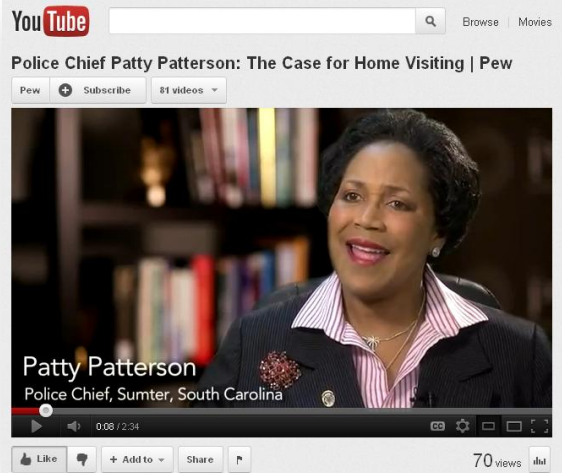 YouTube
Browse | Movies
Police Chief Patty Patterson: The Case for Home Visiting | Pew
Pew Subscribe 81 videos
Patty Patterson
Police Chief, Sumter, South Carolina
0:08 / 2:34 CC
Like + Add to Share 70 views